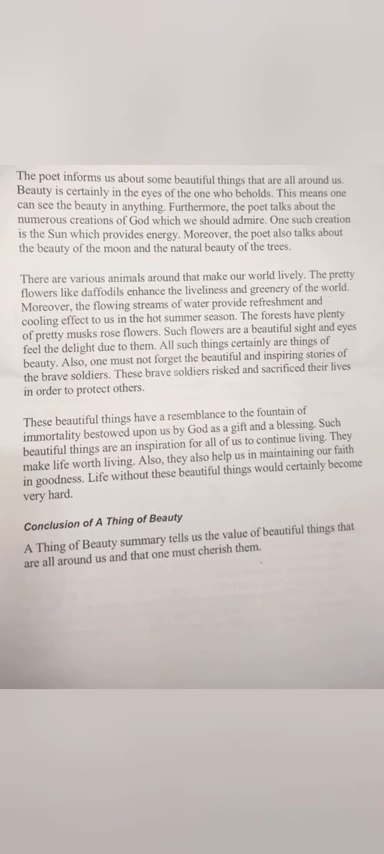 The poet informs us about some beautiful things that are all around us.
Beauty is certainly in the eyes of the one who beholds. This means one
can see the beauty in anything. Furthermore, the poet talks about the
numerous creations of God which we should admire. One such creation
is the Sun which provides energy. Moreover, the poet also talks about
the beauty of the moon and the natural beauty of the trees.
There are various animals around that make our world lively. The pretty
flowers like daffodils enhance the liveliness and greenery of the world.
Moreover, the flowing streams of water provide refreshment and
cooling effect to us in the hot summer season. The forests have plenty
of pretty musks rose flowers. Such flowers are a beautiful sight and eyes
feel the delight due to them. All such things certainly are things of
beauty. Also, one must not forget the beautiful and inspiring stories of
the brave soldiers. These brave soldiers risked and sacrificed their lives
in order to protect others.
These beautiful things have a resemblance to the fountain of
immortality bestowed upon us by God as a gift and a blessing. Such
beautiful things are an inspiration for all of us to continue living. They
make life worth living. Also, they also help us in maintaining our faith
in goodness. Life without these beautiful things would certainly become
very hard.
Conclusion of A Thing of Beauty
A Thing of Beauty summary tells us the value of beautiful things that
are all around us and that one must cherish them.